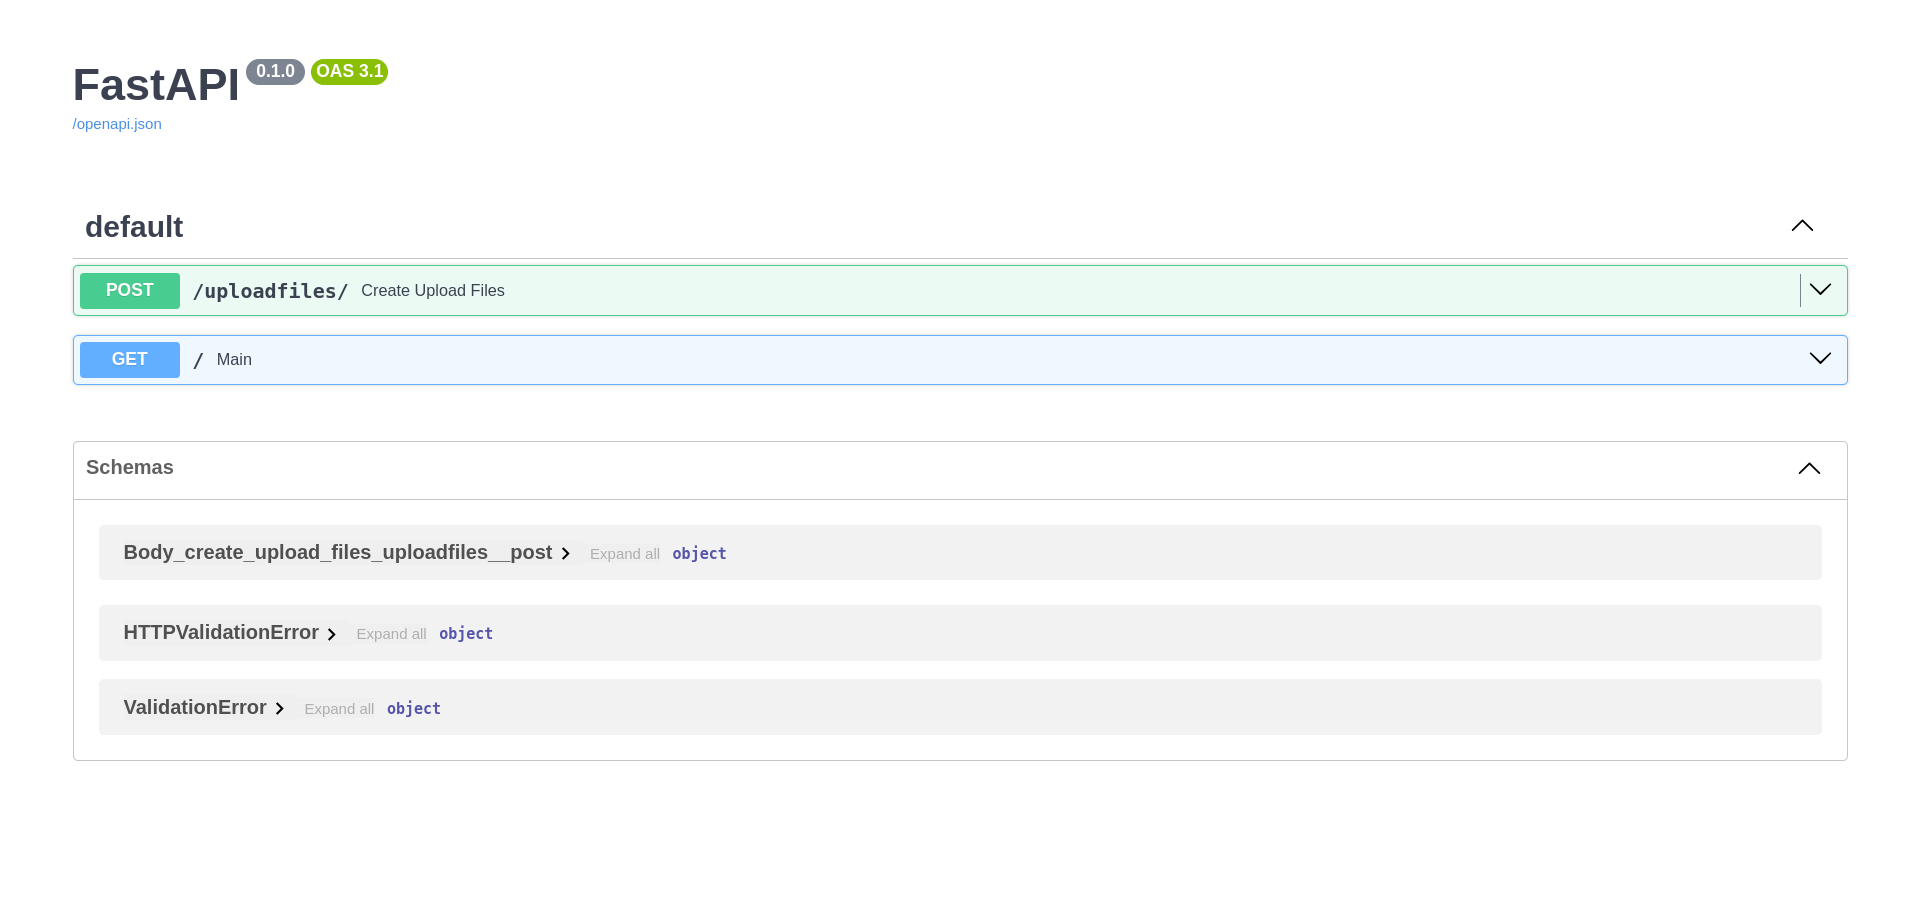 FastAPI 0.1.0 OAS 3.1
/openapi.json
default
POST /uploadfiles/ Create Upload Files
GET / Main
Schemas
Body_create_upload_files_uploadfiles__post Expand all object
HTTPValidationError Expand all object
ValidationError Expand all object